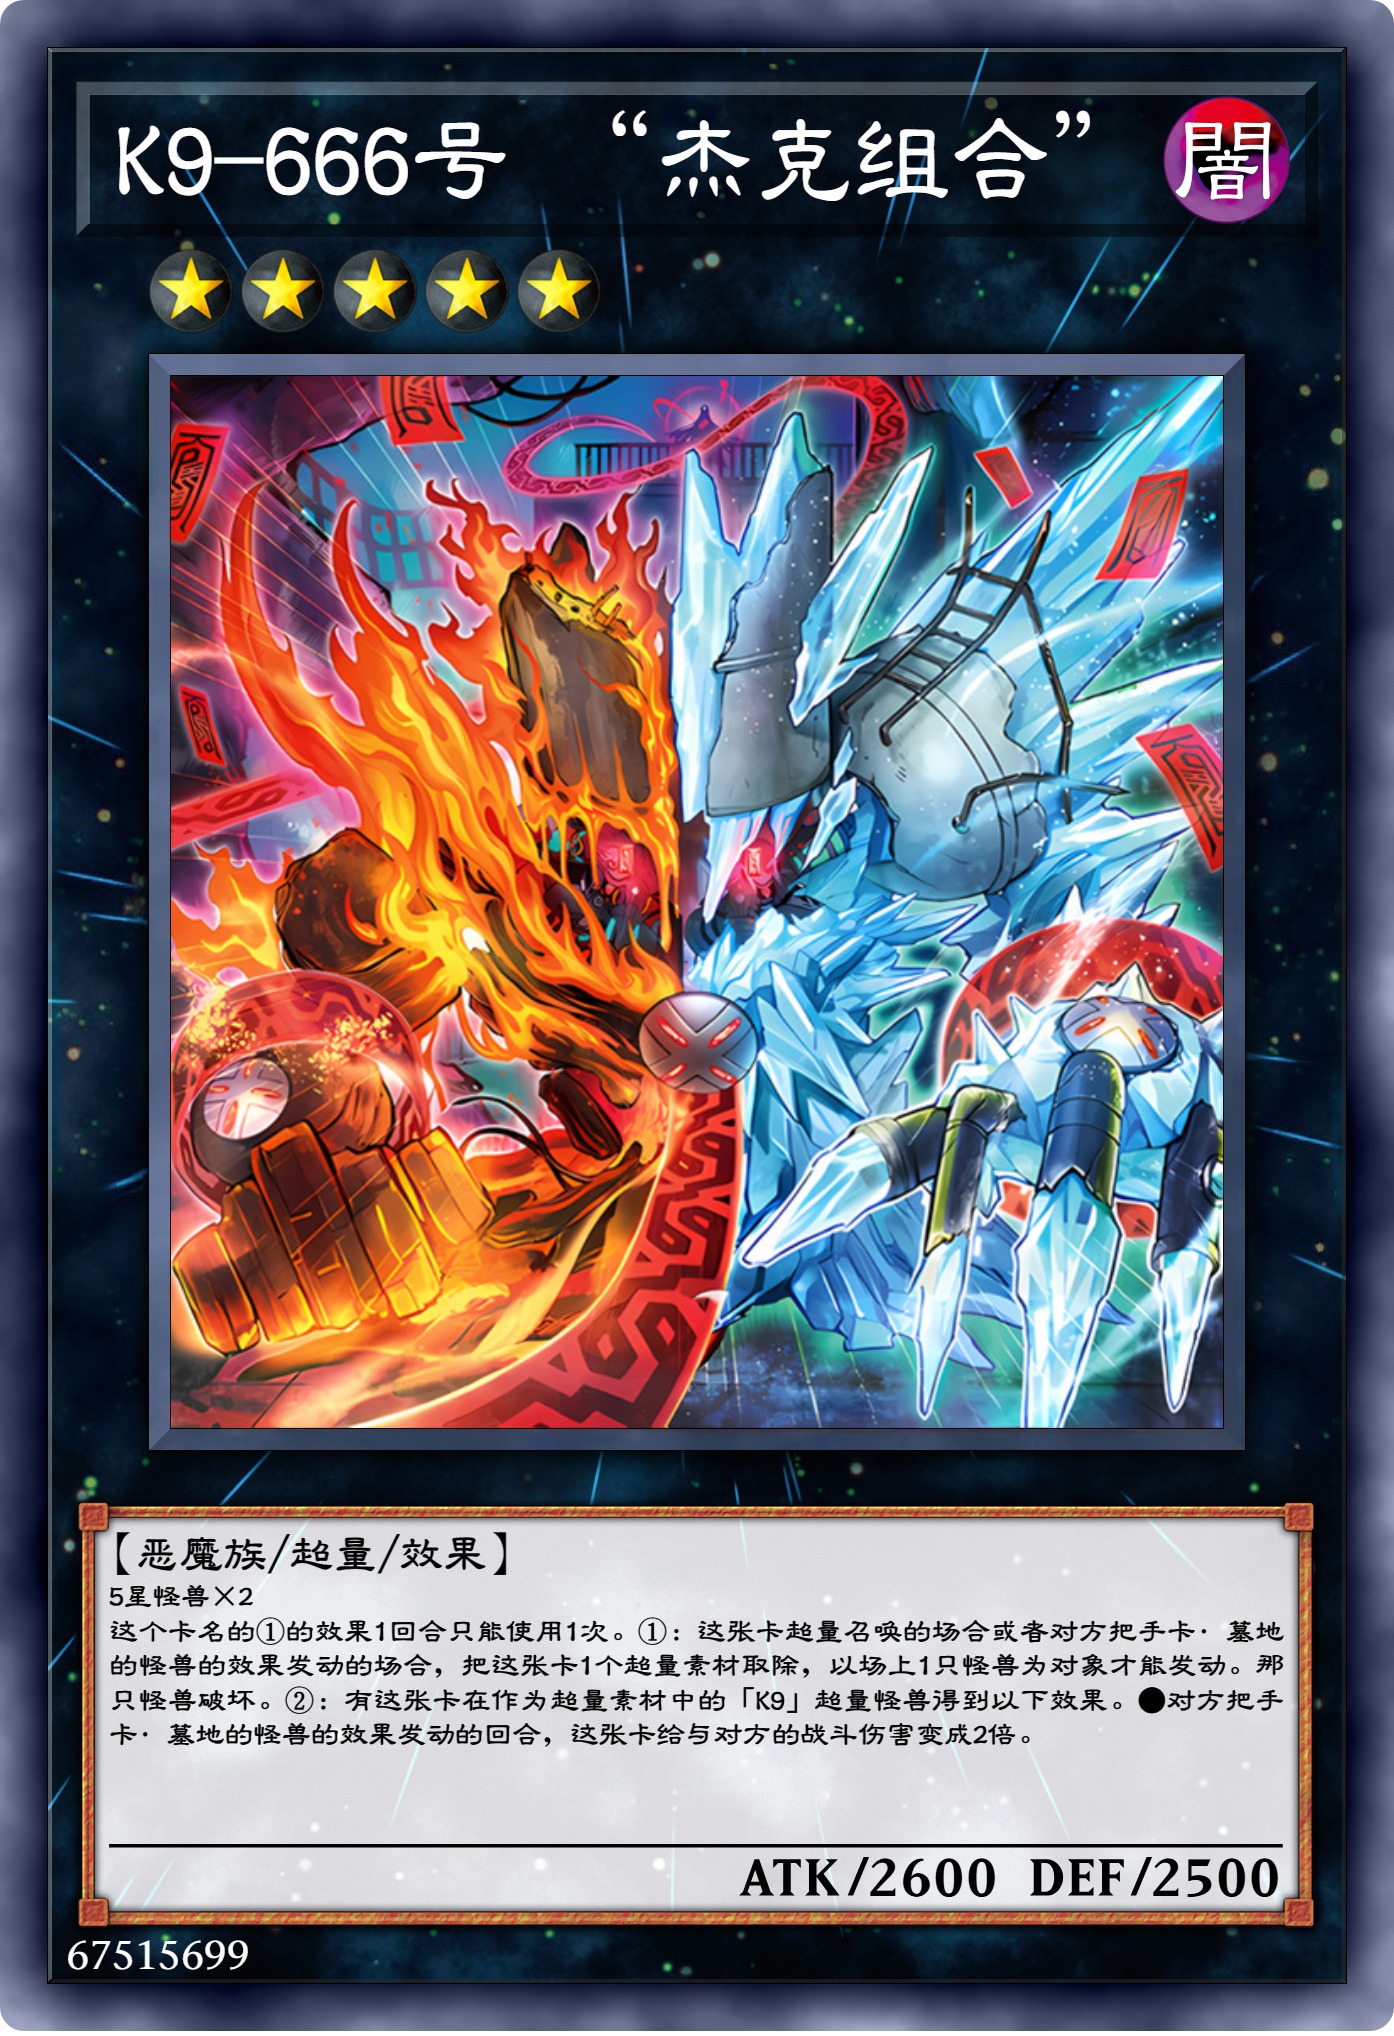 K9-666号 “杰克组合” 闇
【恶魔族/超量/效果】
5星怪兽×2
这个卡名的①的效果1回合只能使用1次。①：这张卡超量召唤的场合或者对方把手卡·墓地
的怪兽的效果发动的场合，把这张卡1个超量素材取除，以场上1只怪兽为对象才能发动。那
只怪兽破坏。②：有这张卡在作为超量素材中的「K9」超量怪兽得到以下效果。●对方把手
卡·墓地的怪兽的效果发动的回合，这张卡给与对方的战斗伤害变成2倍。
ATK/2600 DEF/2500
67515699